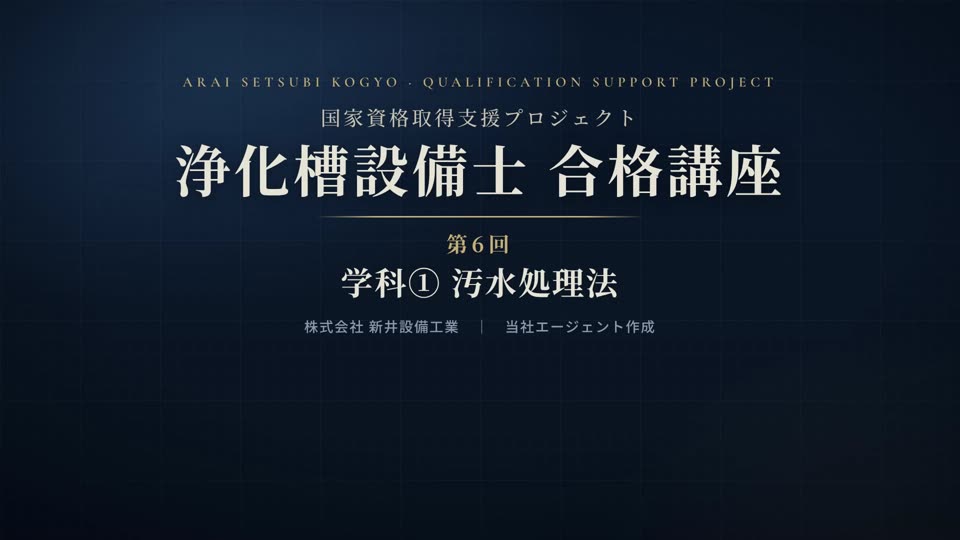 ARAI SETSUBI KOGYO · QUALIFICATION SUPPORT PROJECT
国家資格取得支援プロジェクト
浄化槽設備士 合格講座
第6回
学科① 汚水処理法
株式会社 新井設備工業 | 当社エージェント作成